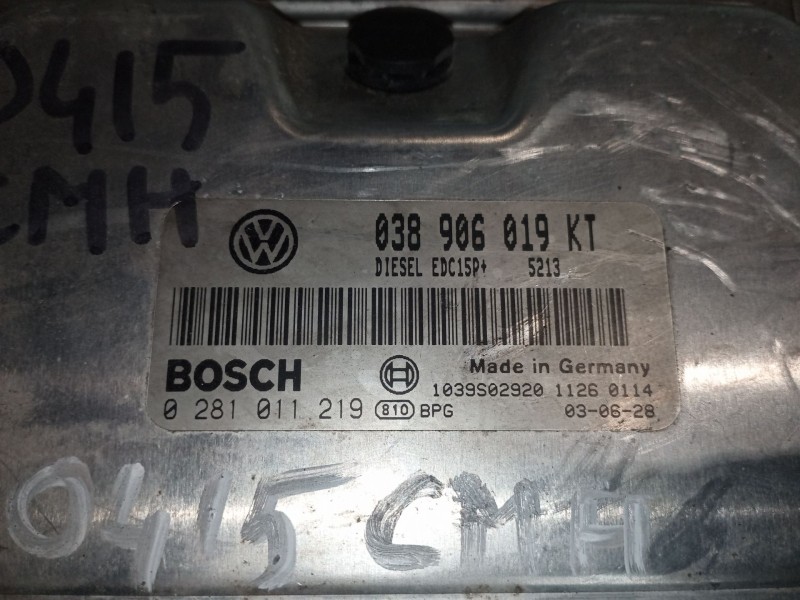 0415
CMH
VW
038 906 019 KT
DIESEL EDC15P+ 5213
BOSCH
Made in Germany
1039S02920 1126 0114
0 281 011 219 810 BPG 03-06-28
0415 CMH